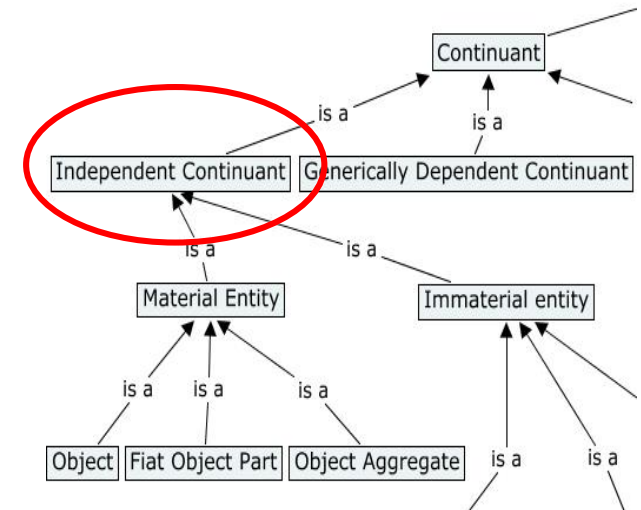 Continuant
is a
is a
Independent Continuant
Generically Dependent Continuant
is a
is a
Material Entity
Immaterial entity
is a
is a
is a
Object
Fiat Object Part
Object Aggregate
is a
is a